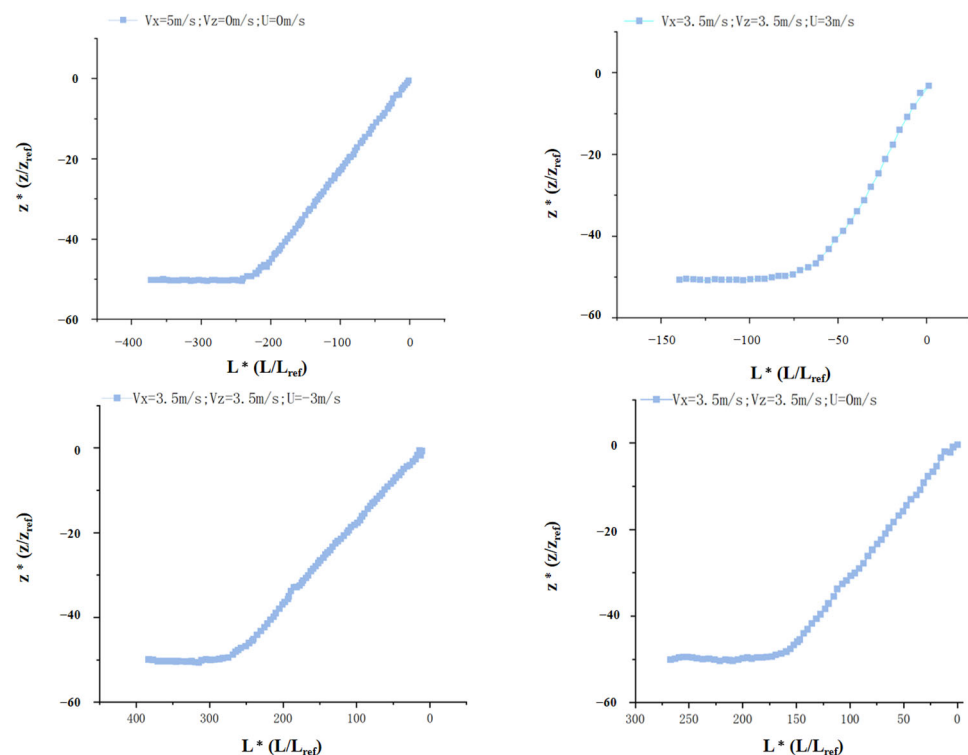 Vx=5m/s;Vz=0m/s;U=0m/s
0
−20
−40
−60
z * (z/zref)
−400 −300 −200 −100 0
L * (L/Lref)
Vx=3.5m/s;Vz=3.5m/s;U=3m/s
0
−20
−40
−60
z * (z/zref)
−150 −100 −50 0
L * (L/Lref)
Vx=3.5m/s;Vz=3.5m/s;U=−3m/s
0
−20
−40
−60
z * (z/zref)
400 300 200 100 0
L * (L/Lref)
Vx=3.5m/s;Vz=3.5m/s;U=0m/s
0
−20
−40
−60
z * (z/zref)
300 250 200 150 100 50 0
L * (L/Lref)